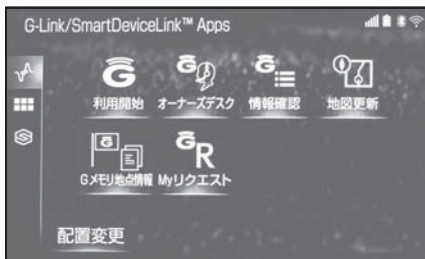 G-Link/SmartDeviceLink™ Apps
利用開始 オーナーズデスク 情報確認 地図更新
Gメモリ地点情報 Myリクエスト
配置変更